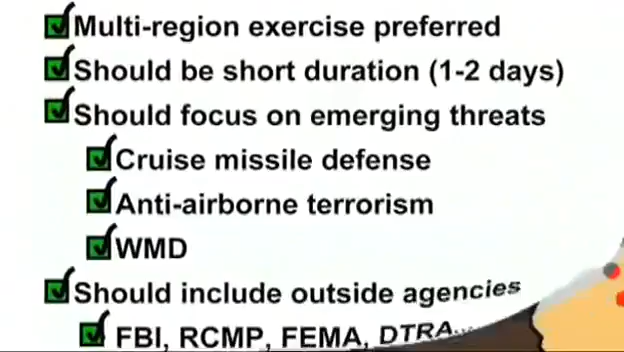 Multi-region exercise preferred
Should be short duration (1-2 days)
Should focus on emerging threats
Cruise missile defense
Anti-airborne terrorism
WMD
Should include outside agencies
FBI, RCMP, FEMA, DTRA...